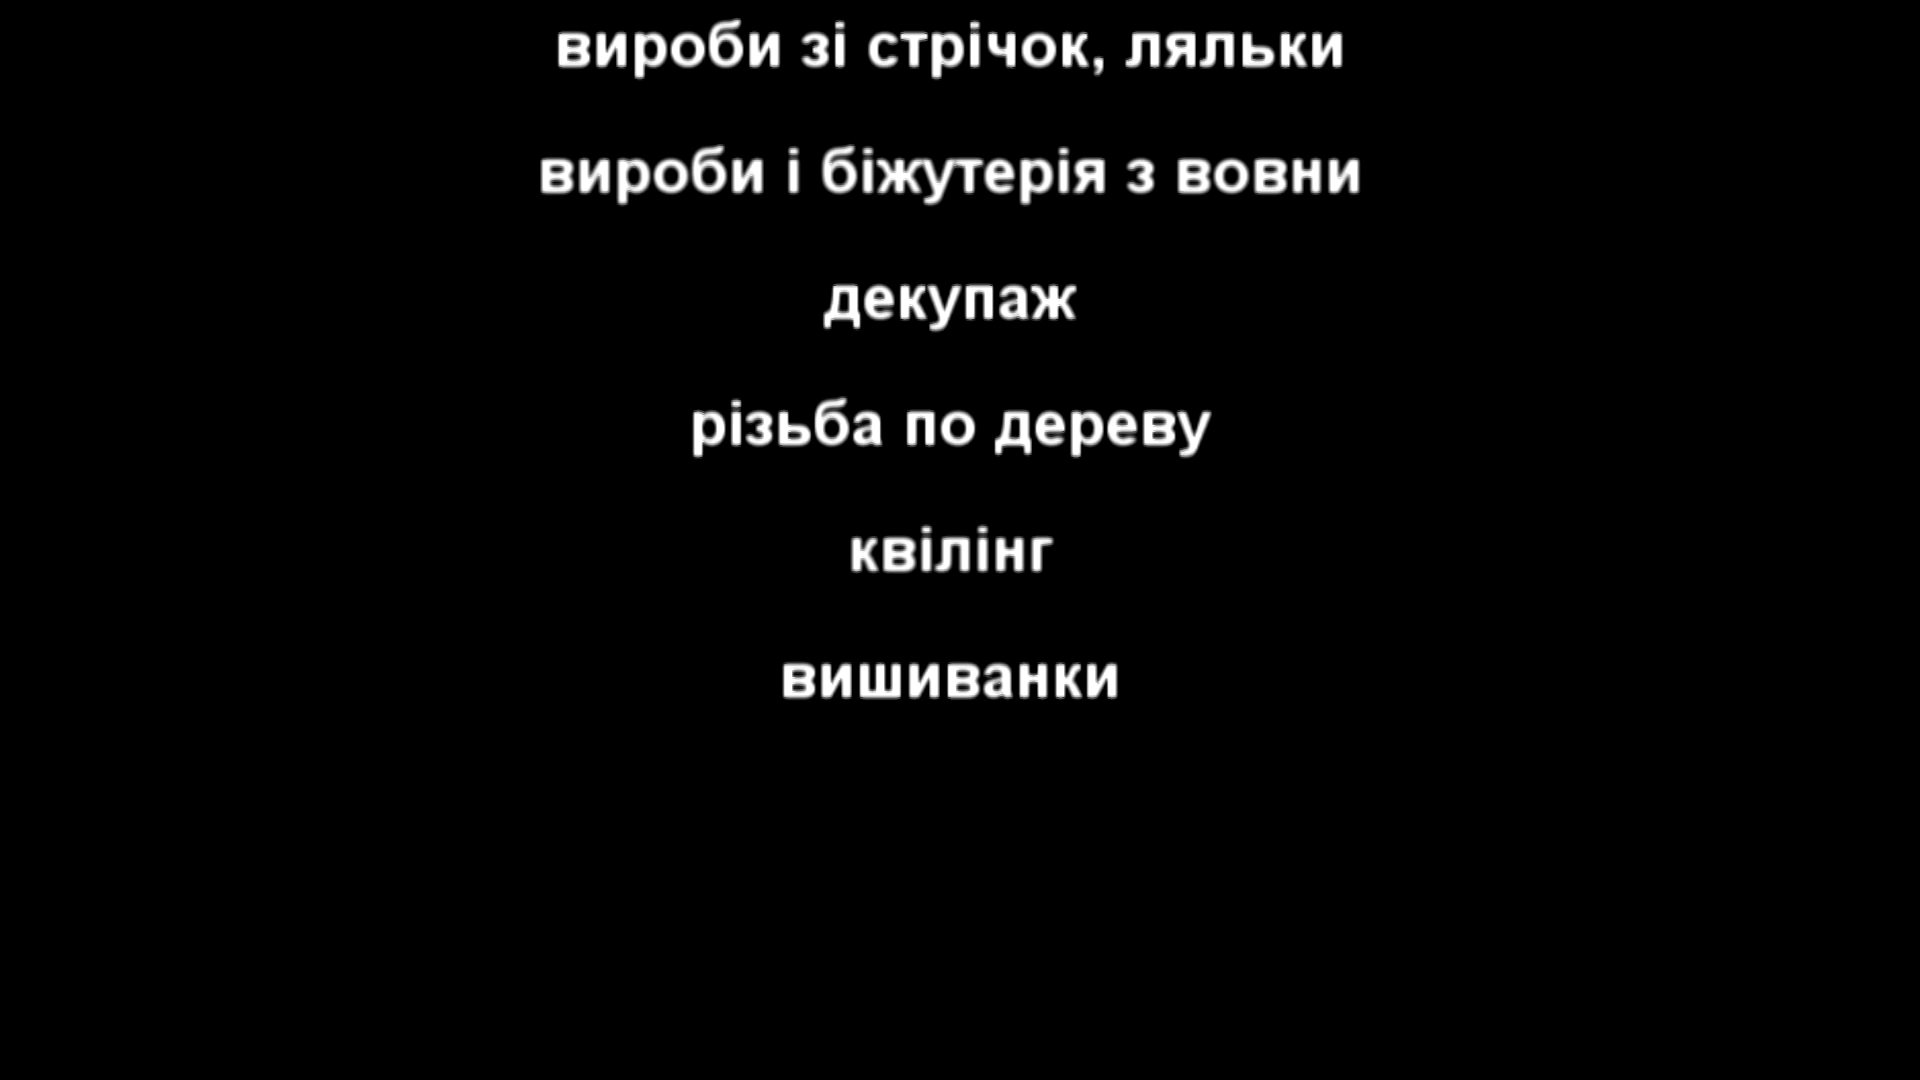 вироби зі стрічок, ляльки
вироби і біжутерія з вовни
декупаж
різьба по дереву
квілінг
вишиванки